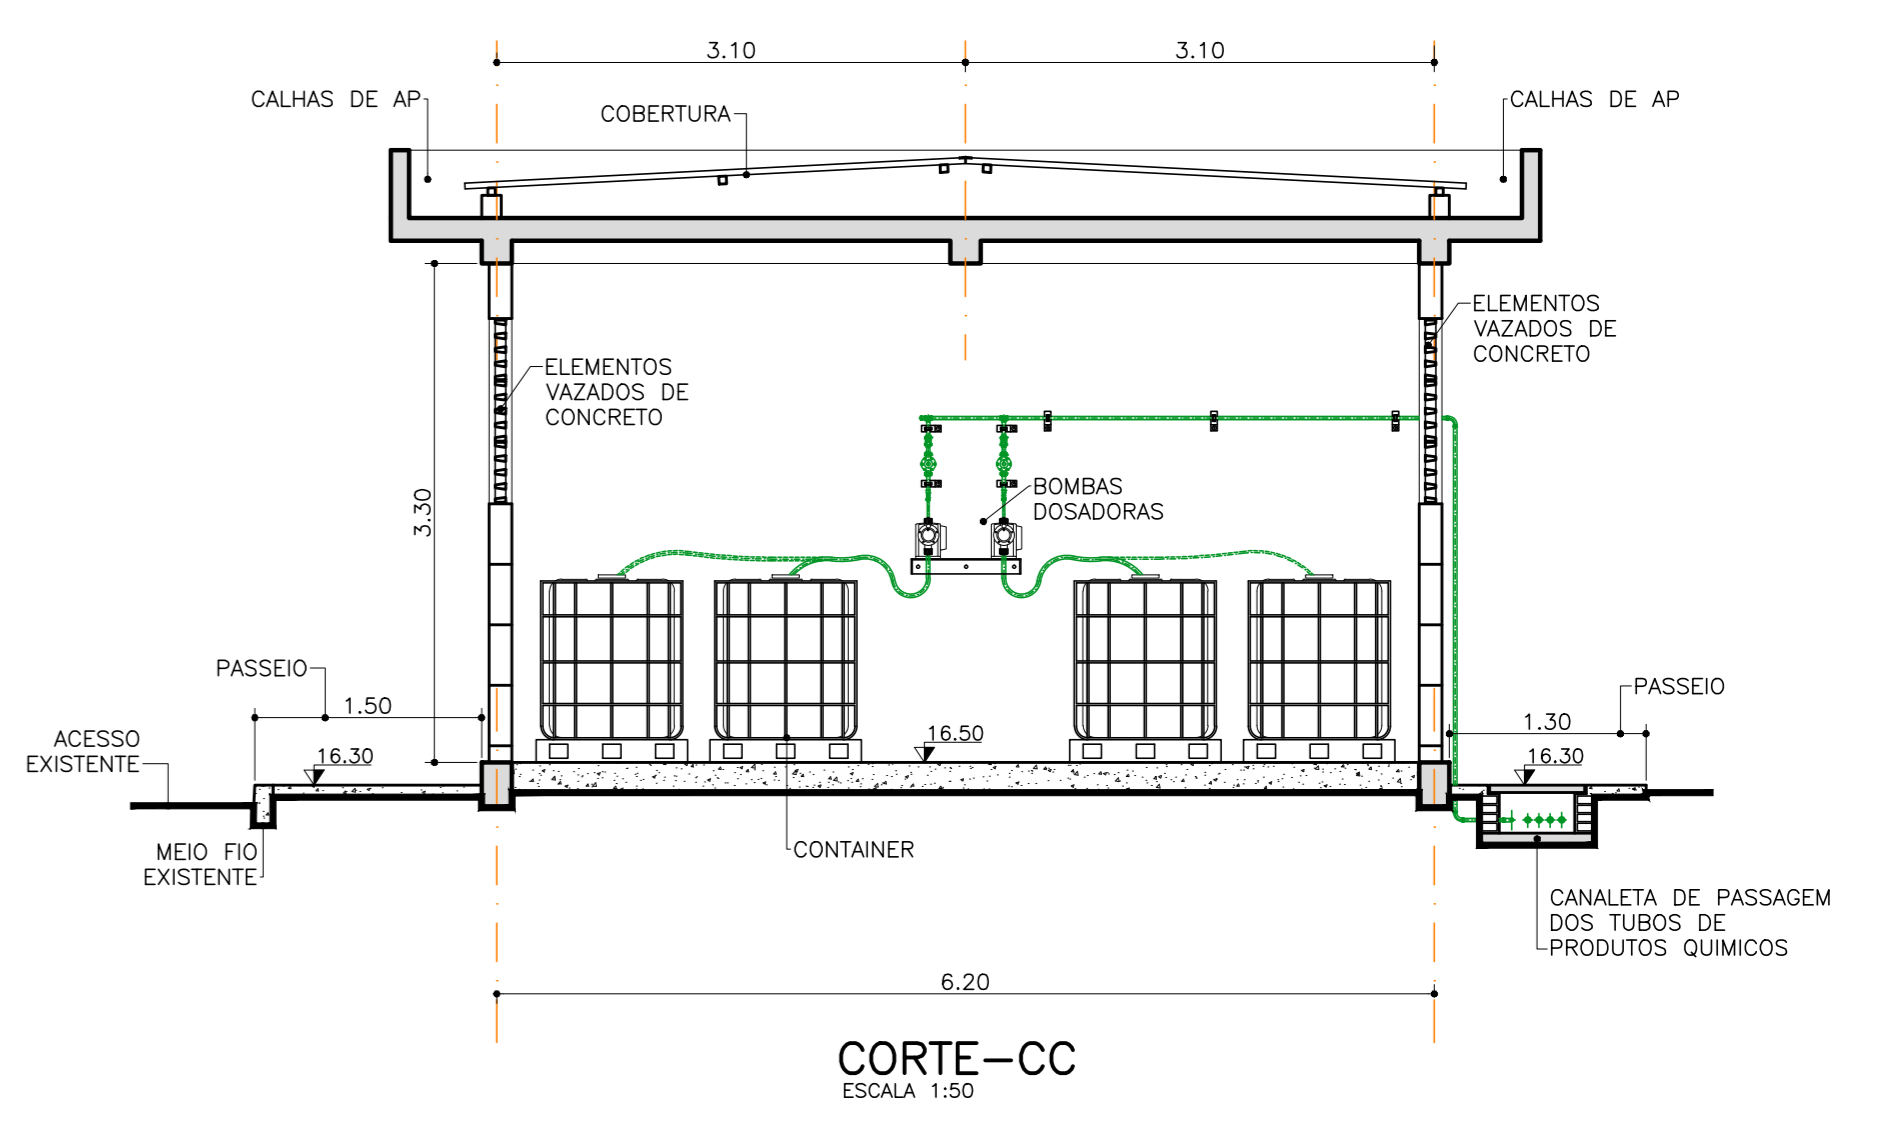 3.10
3.10
CALHAS DE AP
COBERTURA
CALHAS DE AP
ELEMENTOS
VAZADOS DE
CONCRETO
ELEMENTOS
VAZADOS DE
CONCRETO
3.30
BOMBAS
DOSADORAS
PASSEIO
1.50
PASSEIO
1.30
ACESSO
EXISTENTE
16.30
16.50
16.30
MEIO FIO
EXISTENTE
CONTAINER
CANALETA DE PASSAGEM
DOS TUBOS DE
PRODUTOS QUIMICOS
6.20
CORTE-CC
ESCALA 1:50